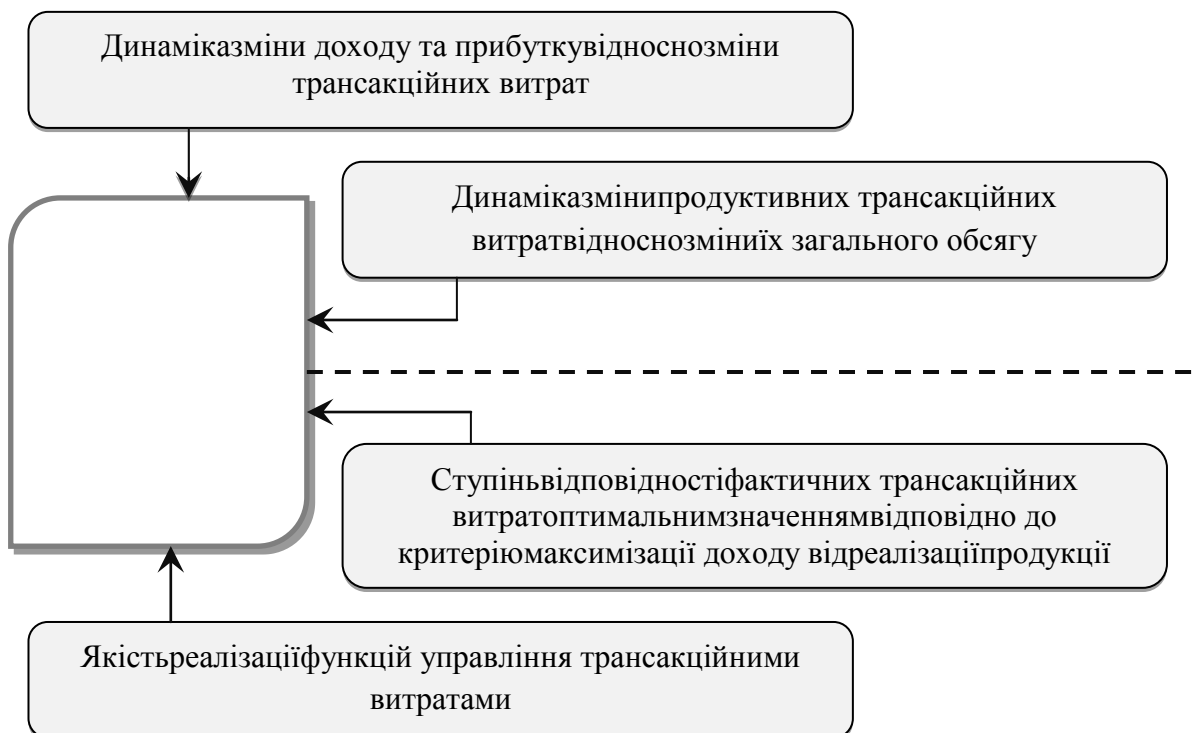 Динаміказміни доходу та прибуткувідноснозміни
трансакційних витрат
Динаміказмінипродуктивних трансакційних
витратвідноснозмініїх загального обсягу
Ступіньвідповідностіфактичних трансакційних
витратоптимальнимзначеннямвідповідно до
критеріюмаксимізації доходу відреалізаціїпродукції
Якістьреалізаціїфункцій управління трансакційними
витратами